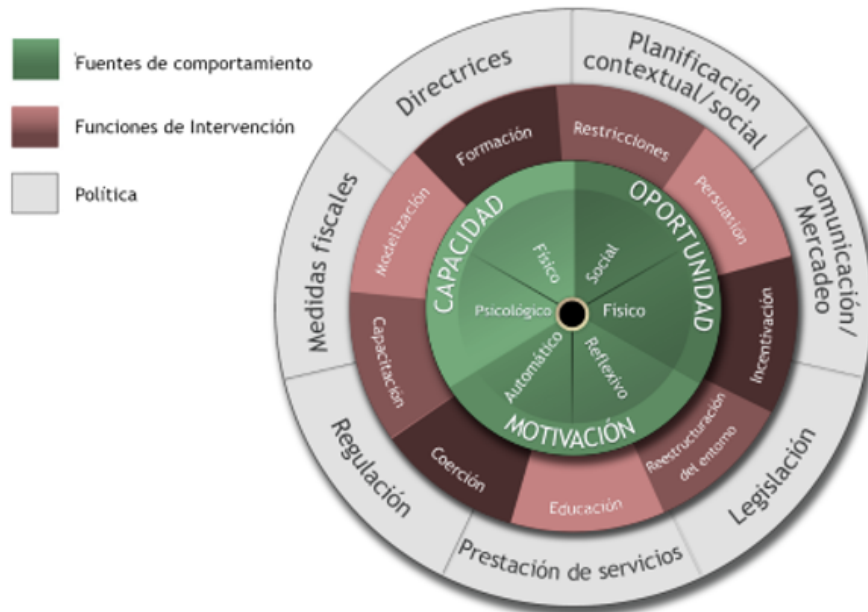 Fuentes de comportamiento
Funciones de Intervención
Política
Directrices
Planificación
contextual/social
Comunicación/
Mercadeo
Legislación
Prestación de servicios
Regulación
Medidas fiscales
Formación
Restricciones
Persuasión
Incentivación
Reestructuración
del entorno
Educación
Coerción
Capacitación
Modelización
CAPACIDAD
OPORTUNIDAD
MOTIVACIÓN
Físico
Social
Físico
Reflexivo
Automático
Psicológico